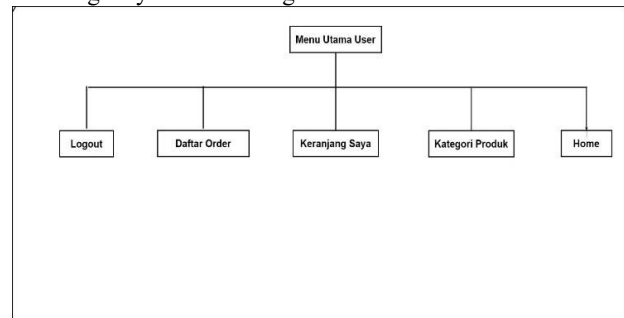 Menu Utama User
Logout
Daftar Order
Keranjang Saya
Kategori Produk
Home